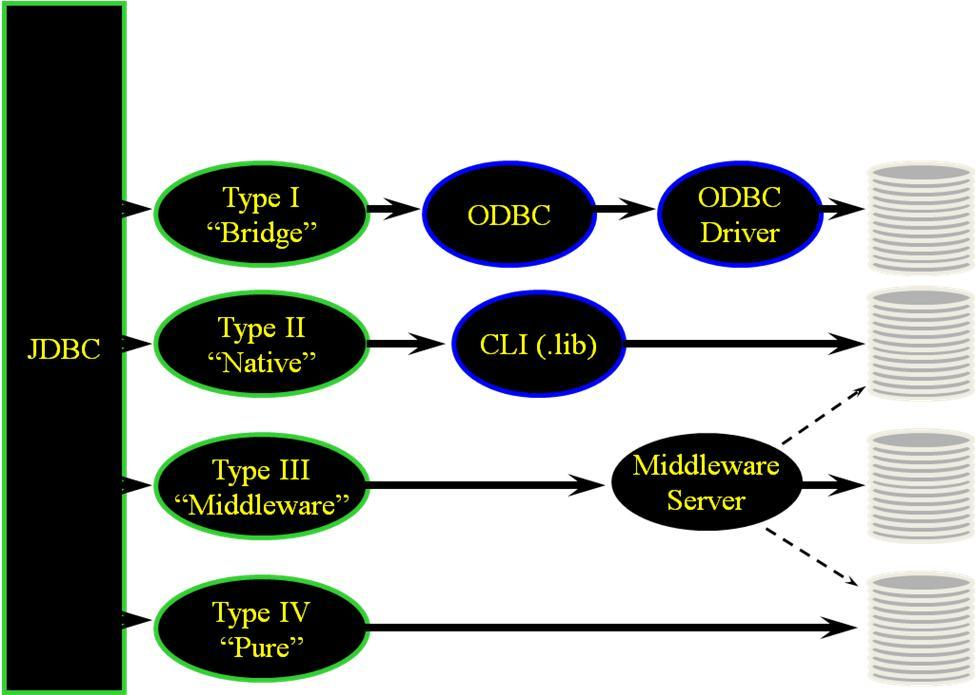 JDBC
Type I
“Bridge”
ODBC
ODBC
Driver
Type II
“Native”
CLI (.lib)
Type III
“Middleware”
Middleware
Server
Type IV
“Pure”